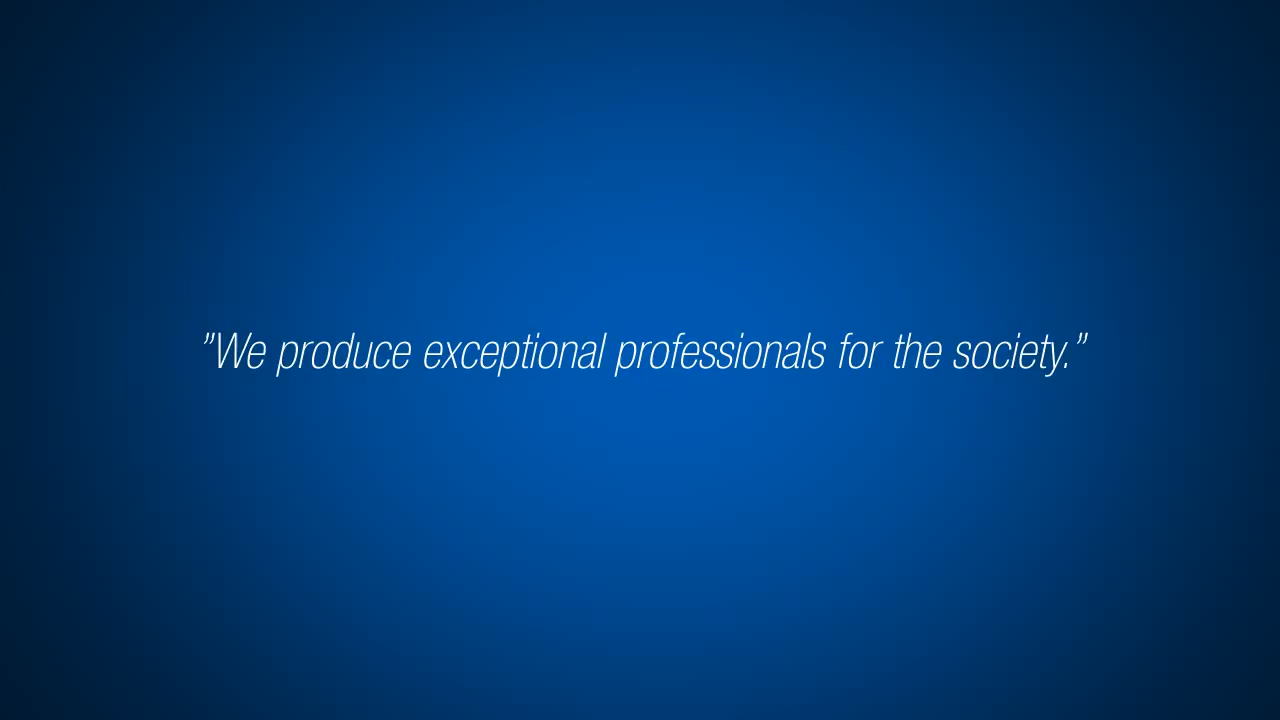 ”We produce exceptional professionals for the society.”